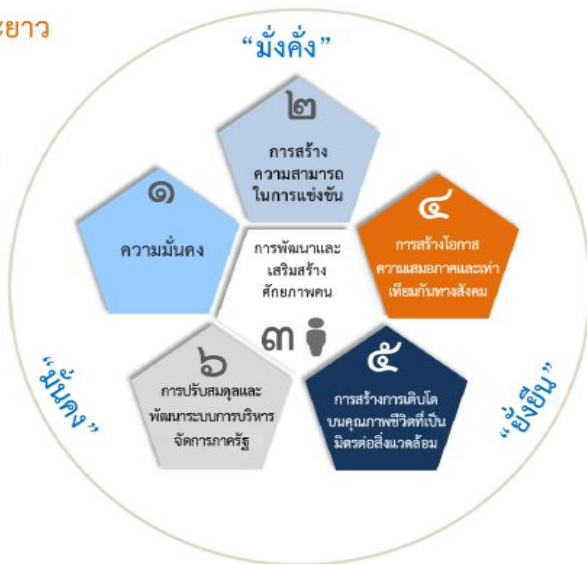 ะยาว
“มั่งคั่ง”
๒
การสร้าง
ความสามารถ
ในการแข่งขัน
๑
ความมั่นคง
๔
การสร้างโอกาส
ความเสมอภาคและเท่า
เทียมกันทางสังคม
การพัฒนาและ
เสริมสร้าง
ศักยภาพคน
๓
๖
การปรับสมดุลและ
พัฒนาระบบการบริหาร
จัดการภาครัฐ
๕
การสร้างการเติบโต
บนคุณภาพชีวิตที่เป็น
มิตรต่อสิ่งแวดล้อม
“มั่นคง”
“ยั่งยืน”